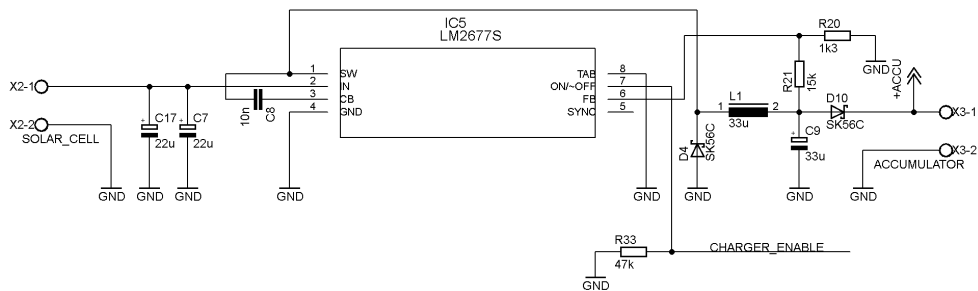 IC5
LM2677S
1
SW
2
IN
3
CB
4
GND
TAB
8
ON/~OFF
7
FB
6
SYNC
5
X2-1
X2-2
SOLAR_CELL
C17
22u
C7
22u
+
+
10n
C8
GND
GND
GND
GND
GND
GND
GND
GND
GND
GND
R20
1k3
R21
15k
+ACCU
1
L1
2
33u
D10
SK56C
X3-1
X3-2
D4
SK56C
+
C9
33u
ACCUMULATOR
R33
47k
CHARGER_ENABLE